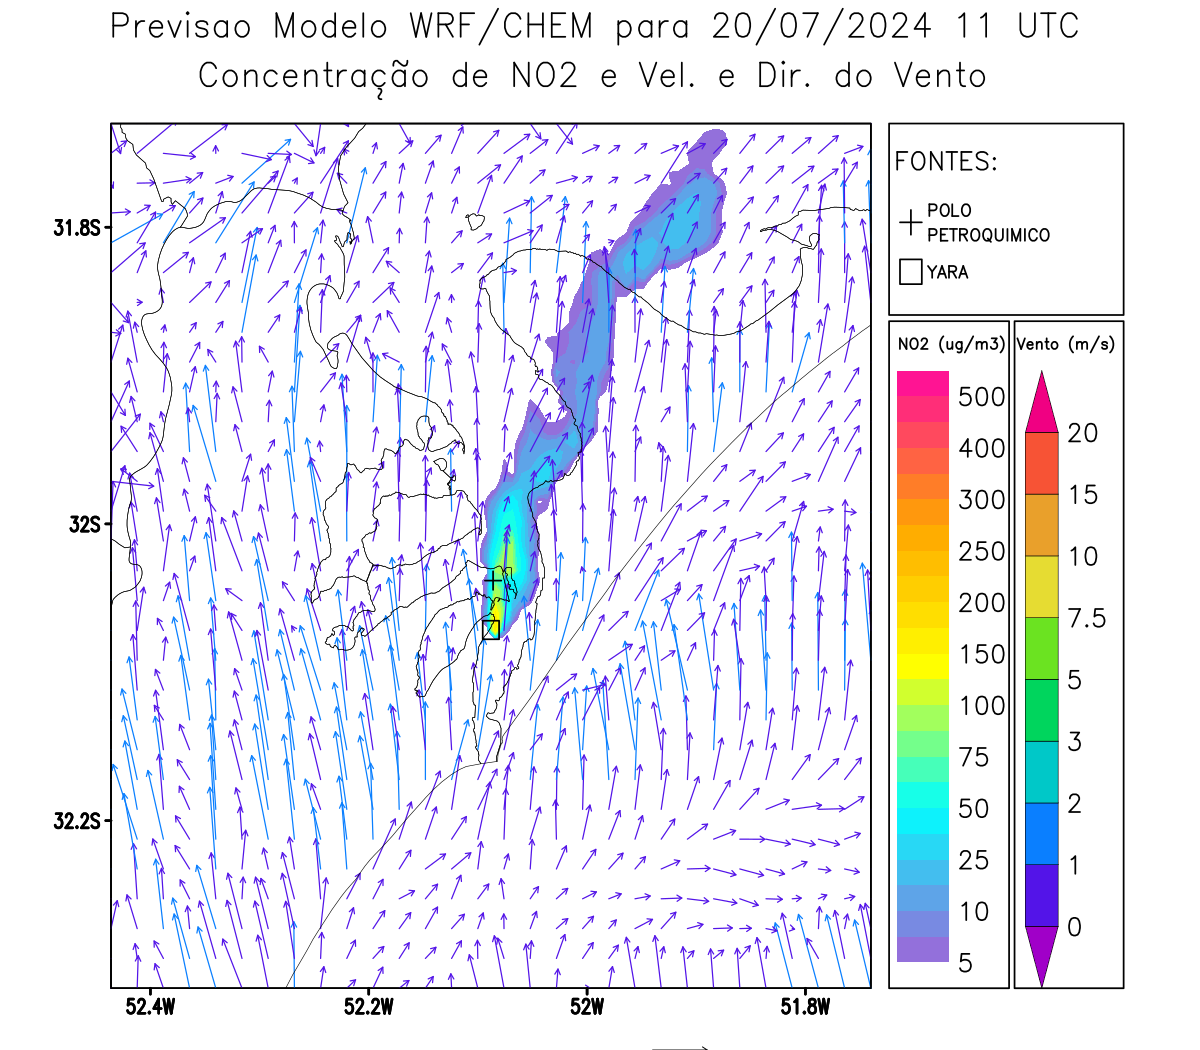 Previsao Modelo WRF/CHEM para 20/07/2024 11 UTC
Concentração de NO2 e Vel. e Dir. do Vento
FONTES:
POLO
PETROQUIMICO
YARA
NO2 (ug/m3)
500
400
300
250
200
150
100
75
50
25
10
5
Vento (m/s)
20
15
10
7.5
5
3
2
1
0
31.8S
32S
32.2S
52.4W
52.2W
52W
51.8W